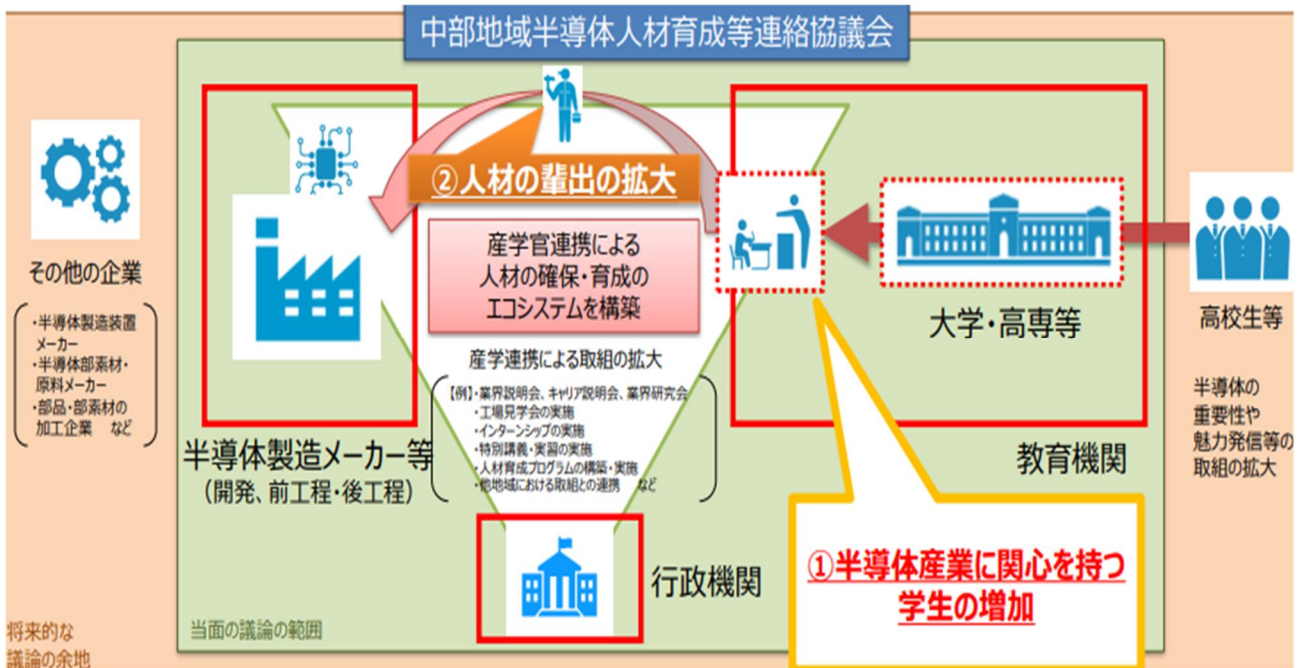 中部地域半導体人材育成等連絡協議会
②人材の輩出の拡大
産学官連携による
人材の確保・育成の
エコシステムを構築
産学連携による取組の拡大
【例】・業界説明会、キャリア説明会、業界研究会
・工場見学会の実施
・インターンシップの実施
・特別講義・実習の実施
・人材育成プログラムの構築・実施
・他地域における取組との連携 など
その他の企業
・半導体製造装置
メーカー
・半導体部素材・
原料メーカー
・部品・部素材の
加工企業 など
半導体製造メーカー等
（開発、前工程・後工程）
行政機関
大学・高専等
教育機関
高校生等
半導体の
重要性や
魅力発信等の
取組の拡大
①半導体産業に関心を持つ
学生の増加
当面の議論の範囲
将来的な
議論の余地